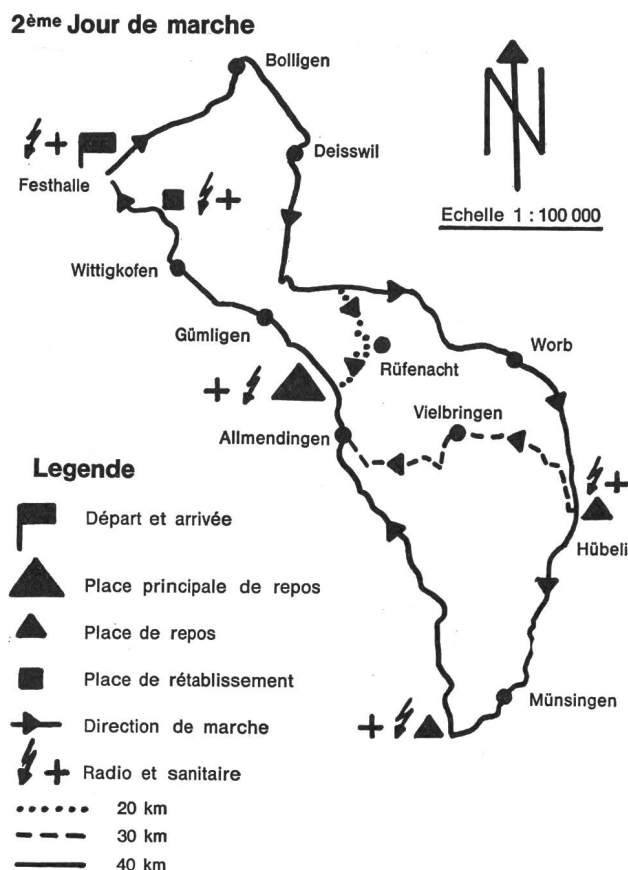 2ème Jour de marche
Bolligen
Deisswil
Festhalle
Echelle 1 : 100 000
Wittigkofen
Gümligen
Worb
Rüfenacht
Vielbringen
Allmendingen
Hübeli
Münsingen
Legende
Départ et arrivée
Place principale de repos
Place de repos
Place de rétablissement
Direction de marche
Radio et sanitaire
20 km
30 km
40 km